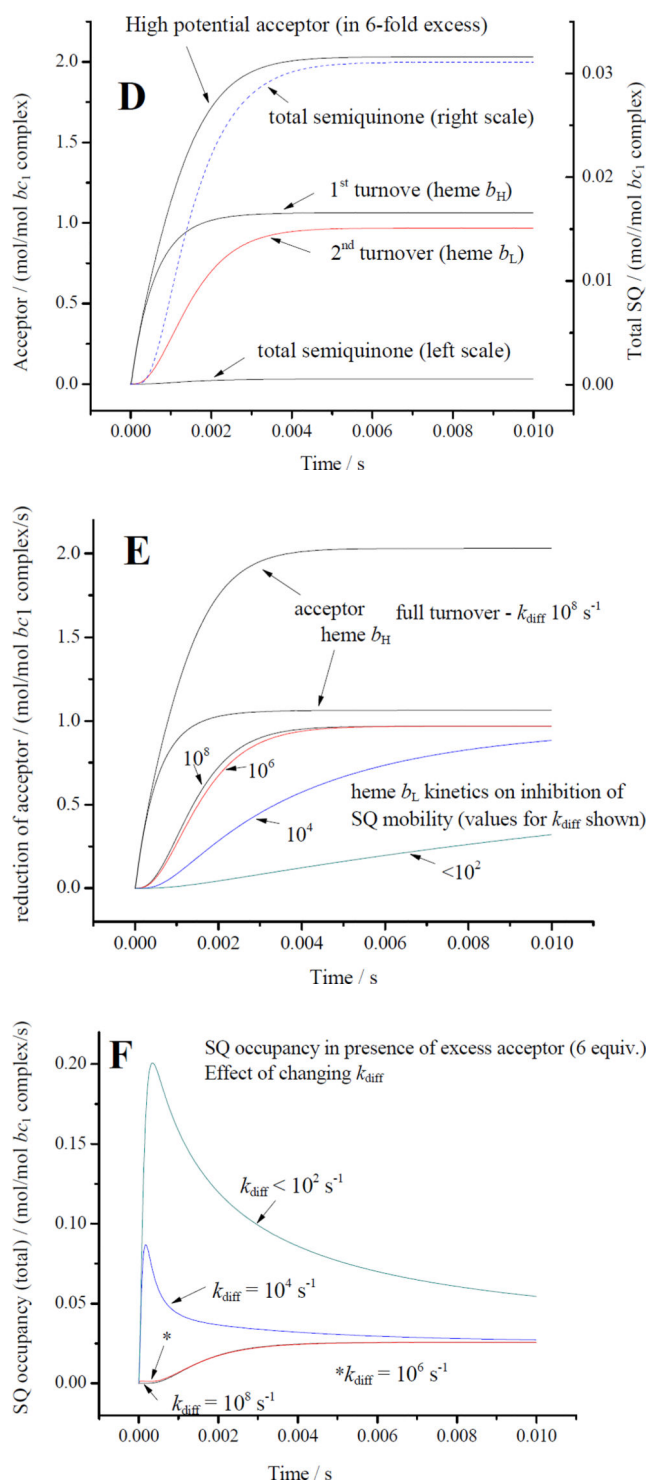 High potential acceptor (in 6-fold excess)
D
total semiquinone (right scale)
1st turnove (heme bH)
2nd turnover (heme bL)
total semiquinone (left scale)
Acceptor / (mol/mol bc1 complex)
2.0
1.5
1.0
0.5
0.0
Total SQ / (mol//mol bc1 complex)
0.03
0.02
0.01
0.00
0.000 0.002 0.004 0.006 0.008 0.010
Time / s
E
acceptor
heme bH
full turnover - kdiff 10^8 s^-1
10^8
10^6
10^4
<10^2
heme bL kinetics on inhibition of
SQ mobility (values for kdiff shown)
reduction of acceptor / (mol/mol bc1 complex/s)
2.0
1.5
1.0
0.5
0.0
0.000 0.002 0.004 0.006 0.008 0.010
Time / s
F
SQ occupancy in presence of excess acceptor (6 equiv.)
Effect of changing kdiff
kdiff < 10^2 s^-1
kdiff = 10^4 s^-1
*
*kdiff = 10^6 s^-1
kdiff = 10^8 s^-1
SQ occupancy (total) / (mol/mol bc1 complex/s)
0.20
0.15
0.10
0.05
0.00
0.000 0.002 0.004 0.006 0.008 0.010
Time / s